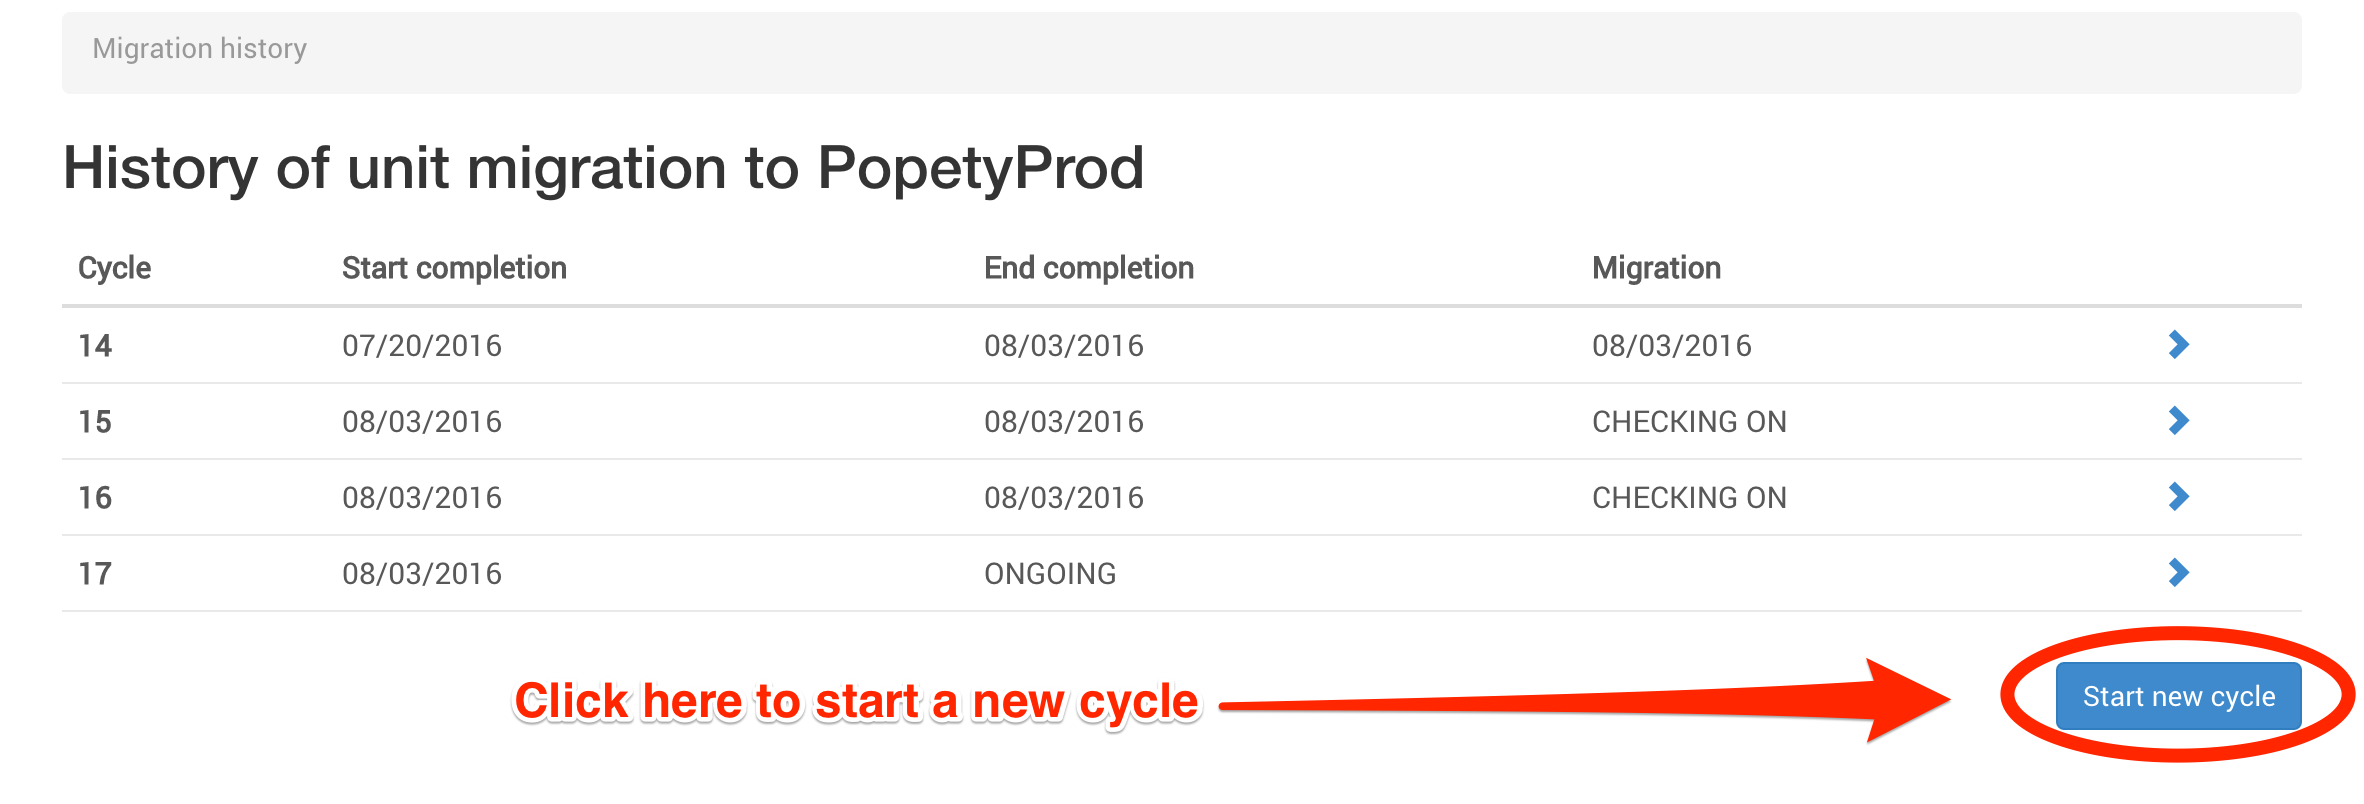 Migration history
History of unit migration to PopetyProd
Cycle Start completion End completion Migration
14 07/20/2016 08/03/2016 08/03/2016
15 08/03/2016 08/03/2016 CHECKING ON
16 08/03/2016 08/03/2016 CHECKING ON
17 08/03/2016 ONGOING
Click here to start a new cycle Start new cycle